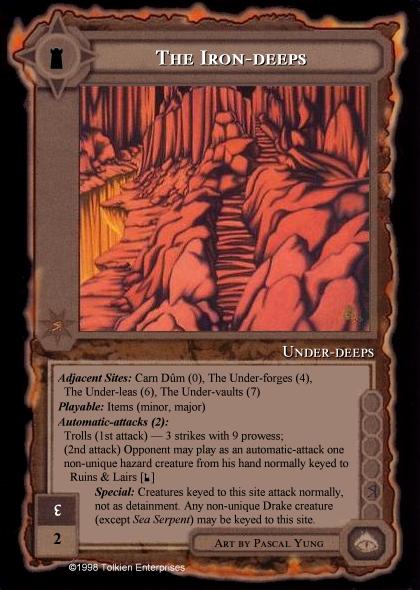 THE IRON-DEEPS
UNDER-DEEPS
Adjacent Sites: Carn Dûm (0), The Under-forges (4),
The Under-leas (6), The Under-vaults (7)
Playable: Items (minor, major)
Automatic-attacks (2):
Trolls (1st attack) — 3 strikes with 9 prowess;
(2nd attack) Opponent may play as an automatic-attack one
non-unique hazard creature from his hand normally keyed to
Ruins & Lairs [ ]
Special: Creatures keyed to this site attack normally,
not as detainment. Any non-unique Drake creature
(except Sea Serpent) may be keyed to this site.
2
ART BY PASCAL YUNG
©1998 Tolkien Enterprises